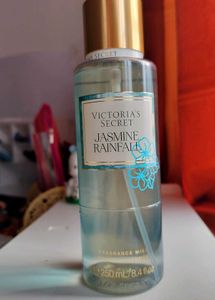 VICTORIA'S
SECRET
JASMINE
RAINFALL
FRAGRANCE MIST
250 mL/8.4 fl oz